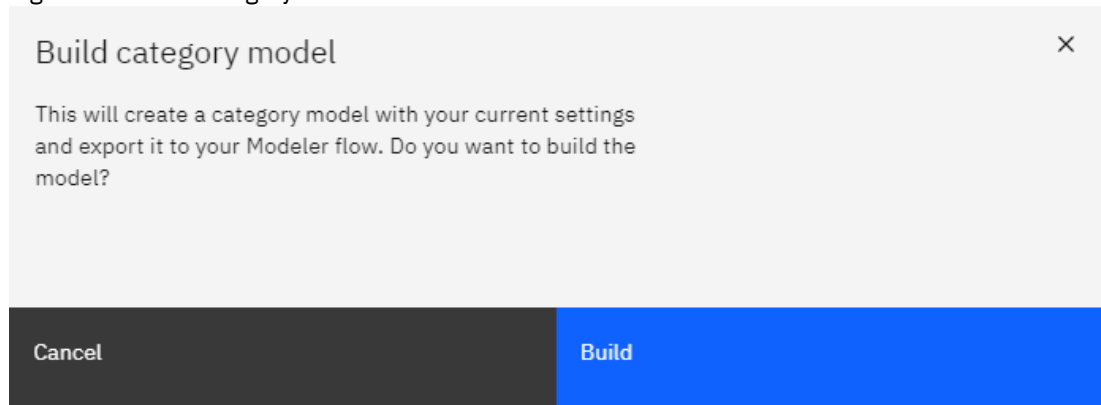 Build category model
This will create a category model with your current settings
and export it to your Modeler flow. Do you want to build the
model?
Cancel
Build